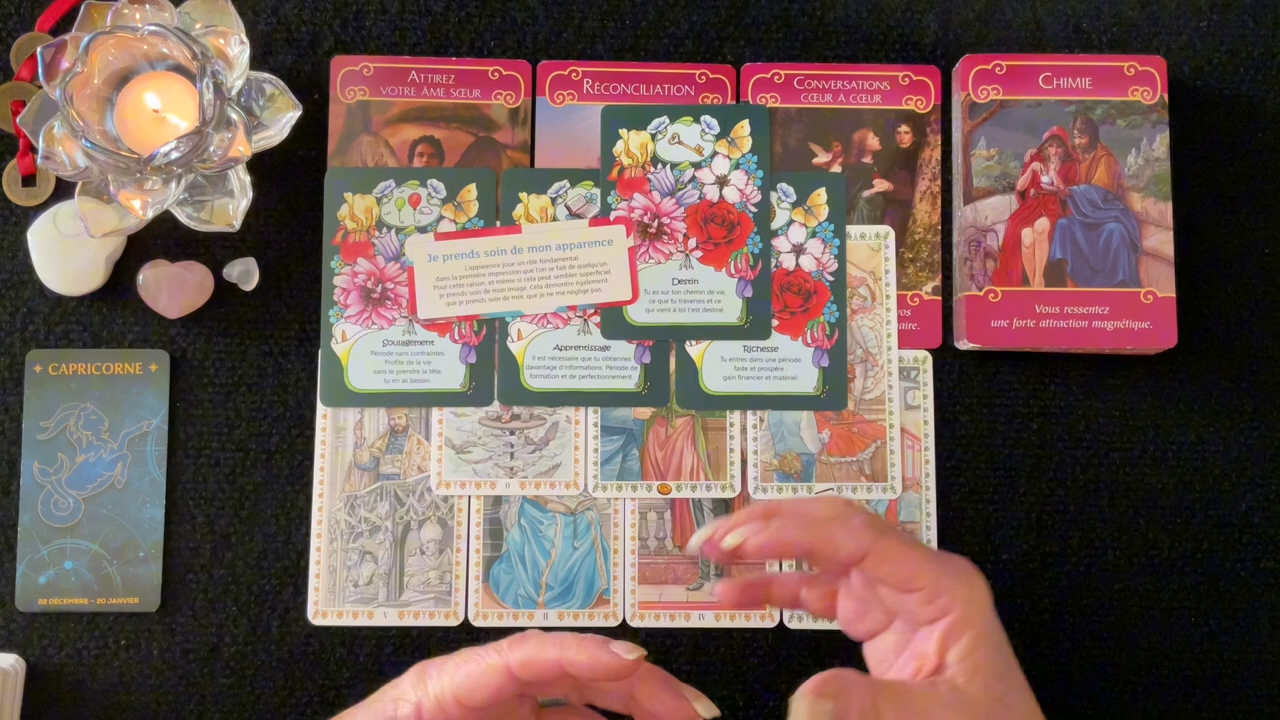 ATTIREZ
VOTRE ÂME SŒUR
RÉCONCILIATION
CONVERSATIONS
CŒUR À CŒUR
CHIMIE
Vous ressentez
une forte attraction magnétique.
vos
aire.
Je prends soin de mon apparence
L'apparence joue un rôle fondamental
dans la première impression que l'on se fait de quelqu'un
Pour cette raison, et même si cela peut sembler superficiel,
je prends soin de mon image. Cela démontre également
que je prends soin de moi, que je ne me néglige pas
Destin
Tu es sur ton chemin de vie,
ce que tu traverses et ce
qui vient à toi t'est destiné.
Soulagement
Période sans contraintes.
Profite de la vie
sans te prendre la tête,
tu en as besoin.
Apprentissage
Il est nécessaire que tu obtiennes
davantage d'informations. Période de
formation et de perfectionnement.
Richesse
Tu entres dans une période
faste et prospère :
gain financier et matériel
CAPRICORNE
22 DÉCEMBRE – 20 JANVIER
0
V
II
IV